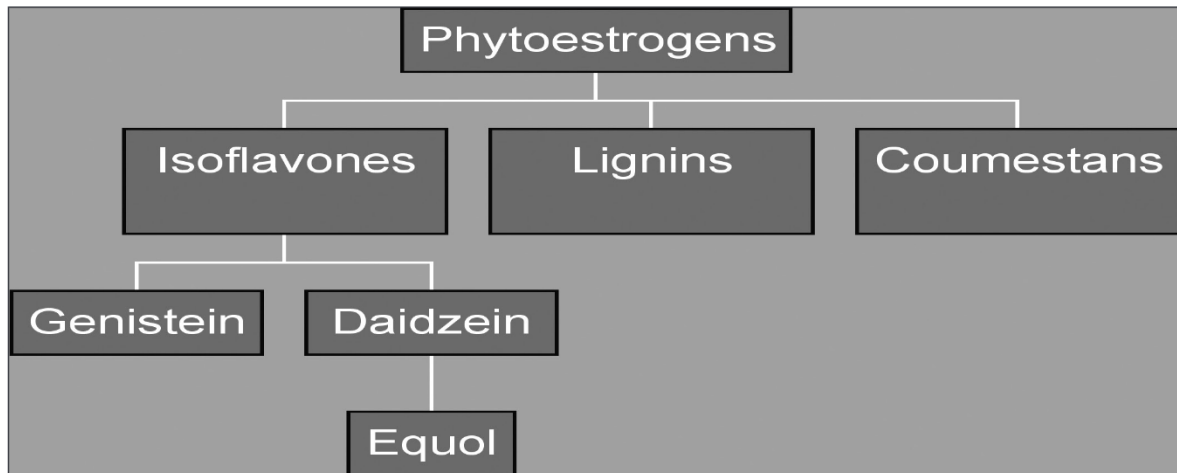 Phytoestrogens
Isoflavones
Lignins
Coumestans
Genistein
Daidzein
Equol